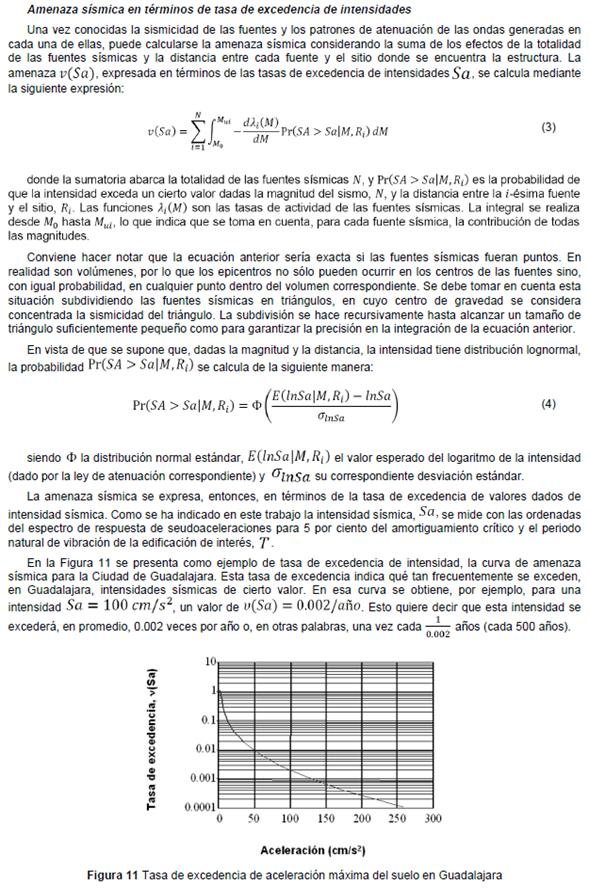 Amenaza sísmica en términos de tasa de excedencia de intensidades
Una vez conocidas la sismicidad de las fuentes y los patrones de atenuación de las ondas generadas en
cada una de ellas, puede calcularse la amenaza sísmica considerando la suma de los efectos de la totalidad
de las fuentes sísmicas y la distancia entre cada fuente y el sitio donde se encuentra la estructura. La
amenaza v(Sa), expresada en términos de las tasas de excedencia de intensidades Sa, se calcula mediante
la siguiente expresión:
v(Sa) = ∑_{i=1}^{N} ∫_{M₀}^{M_{ui}} − dλᵢ(M)/dM Pr(SA > Sa|M, Rᵢ) dM (3)
donde la sumatoria abarca la totalidad de las fuentes sísmicas N, y Pr(SA > Sa|M, Rᵢ) es la probabilidad de
que la intensidad exceda un cierto valor dadas la magnitud del sismo, N, y la distancia entre la i-ésima fuente
y el sitio, Rᵢ. Las funciones λᵢ(M) son las tasas de actividad de las fuentes sísmicas. La integral se realiza
desde M₀ hasta M_{ui}, lo que indica que se toma en cuenta, para cada fuente sísmica, la contribución de todas
las magnitudes.
Conviene hacer notar que la ecuación anterior sería exacta si las fuentes sísmicas fueran puntos. En
realidad son volúmenes, por lo que los epicentros no sólo pueden ocurrir en los centros de las fuentes sino,
con igual probabilidad, en cualquier punto dentro del volumen correspondiente. Se debe tomar en cuenta esta
situación subdividiendo las fuentes sísmicas en triángulos, en cuyo centro de gravedad se considera
concentrada la sismicidad del triángulo. La subdivisión se hace recursivamente hasta alcanzar un tamaño de
triángulo suficientemente pequeño como para garantizar la precisión en la integración de la ecuación anterior.
En vista de que se supone que, dadas la magnitud y la distancia, la intensidad tiene distribución lognormal,
la probabilidad Pr(SA > Sa|M, Rᵢ) se calcula de la siguiente manera:
Pr(SA > Sa|M, Rᵢ) = Φ( (E(lnSa|M, Rᵢ) − lnSa) / σ_{lnSa} ) (4)
siendo Φ la distribución normal estándar, E(lnSa|M, Rᵢ) el valor esperado del logaritmo de la intensidad
(dado por la ley de atenuación correspondiente) y σ_{lnSa} su correspondiente desviación estándar.
La amenaza sísmica se expresa, entonces, en términos de la tasa de excedencia de valores dados de
intensidad sísmica. Como se ha indicado en este trabajo la intensidad sísmica, Sa, se mide con las ordenadas
del espectro de respuesta de seudoaceleraciones para 5 por ciento del amortiguamiento crítico y el periodo
natural de vibración de la edificación de interés, T.
En la Figura 11 se presenta como ejemplo de tasa de excedencia de intensidad, la curva de amenaza
sísmica para la Ciudad de Guadalajara. Esta tasa de excedencia indica qué tan frecuentemente se exceden,
en Guadalajara, intensidades sísmicas de cierto valor. En esa curva se obtiene, por ejemplo, para una
intensidad Sa = 100 cm/s², un valor de v(Sa) = 0.002/año. Esto quiere decir que esta intensidad se
excederá, en promedio, 0.002 veces por año o, en otras palabras, una vez cada 1/0.002 años (cada 500 años).
Tasa de excedencia, v(Sa)
10
1
0.1
0.01
0.001
0.0001
0 50 100 150 200 250 300
Aceleración (cm/s²)
Figura 11 Tasa de excedencia de aceleración máxima del suelo en Guadalajara